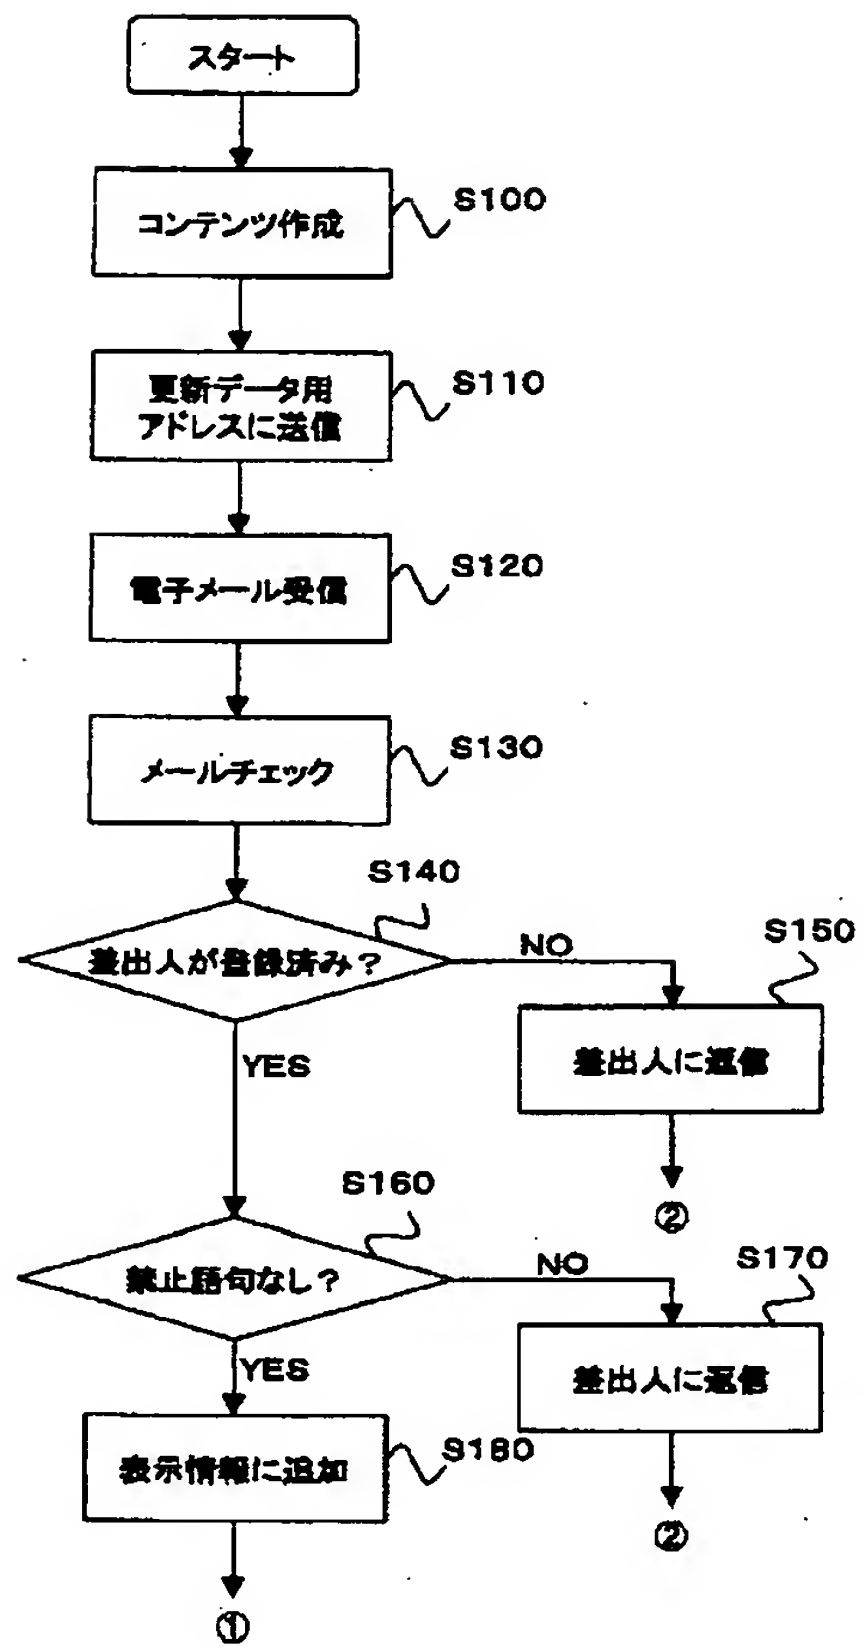 スタート
コンテンツ作成
S100
更新データ用
アドレスに送信
S110
電子メール受信
S120
メールチェック
S130
S140
差出人が登録済み？
NO
S150
差出人に返信
②
YES
S160
禁止語句なし？
NO
S170
差出人に返信
②
YES
表示情報に追加
S180
①